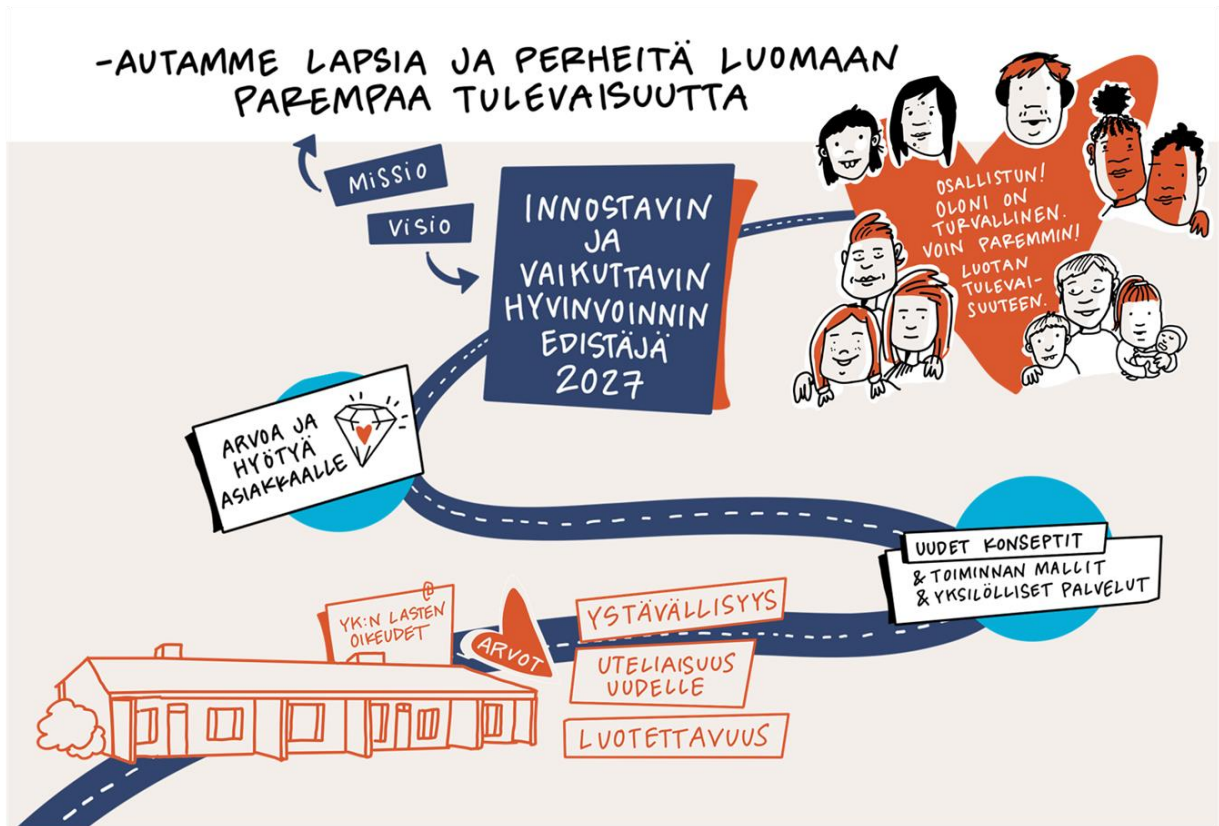 -AUTAMME LAPSIA JA PERHEITÄ LUOMAAN
PAREMPAA TULEVAISUUTTA
MISSIO
VISIO
INNOSTAVIN
JA
VAIKUTTAVIN
HYVINVOINNIN
EDISTÄJÄ
2027
OSALLISTUN!
OLONI ON
TURVALLINEN.
VOIN PAREMMIN!
LUOTAN
TULEVAI-
SUUTEEN.
ARVOA JA
HYÖTYÄ
ASIAKKAALLE
UUDET KONSEPTIT
& TOIMINNAN MALLIT
& YKSILÖLLISET PALVELUT
@
YK:N LASTEN
OIKEUDET
ARVOT
YSTÄVÄLLISYYS
UTELIAISUUS
UUDELLE
LUOTETTAVUUS